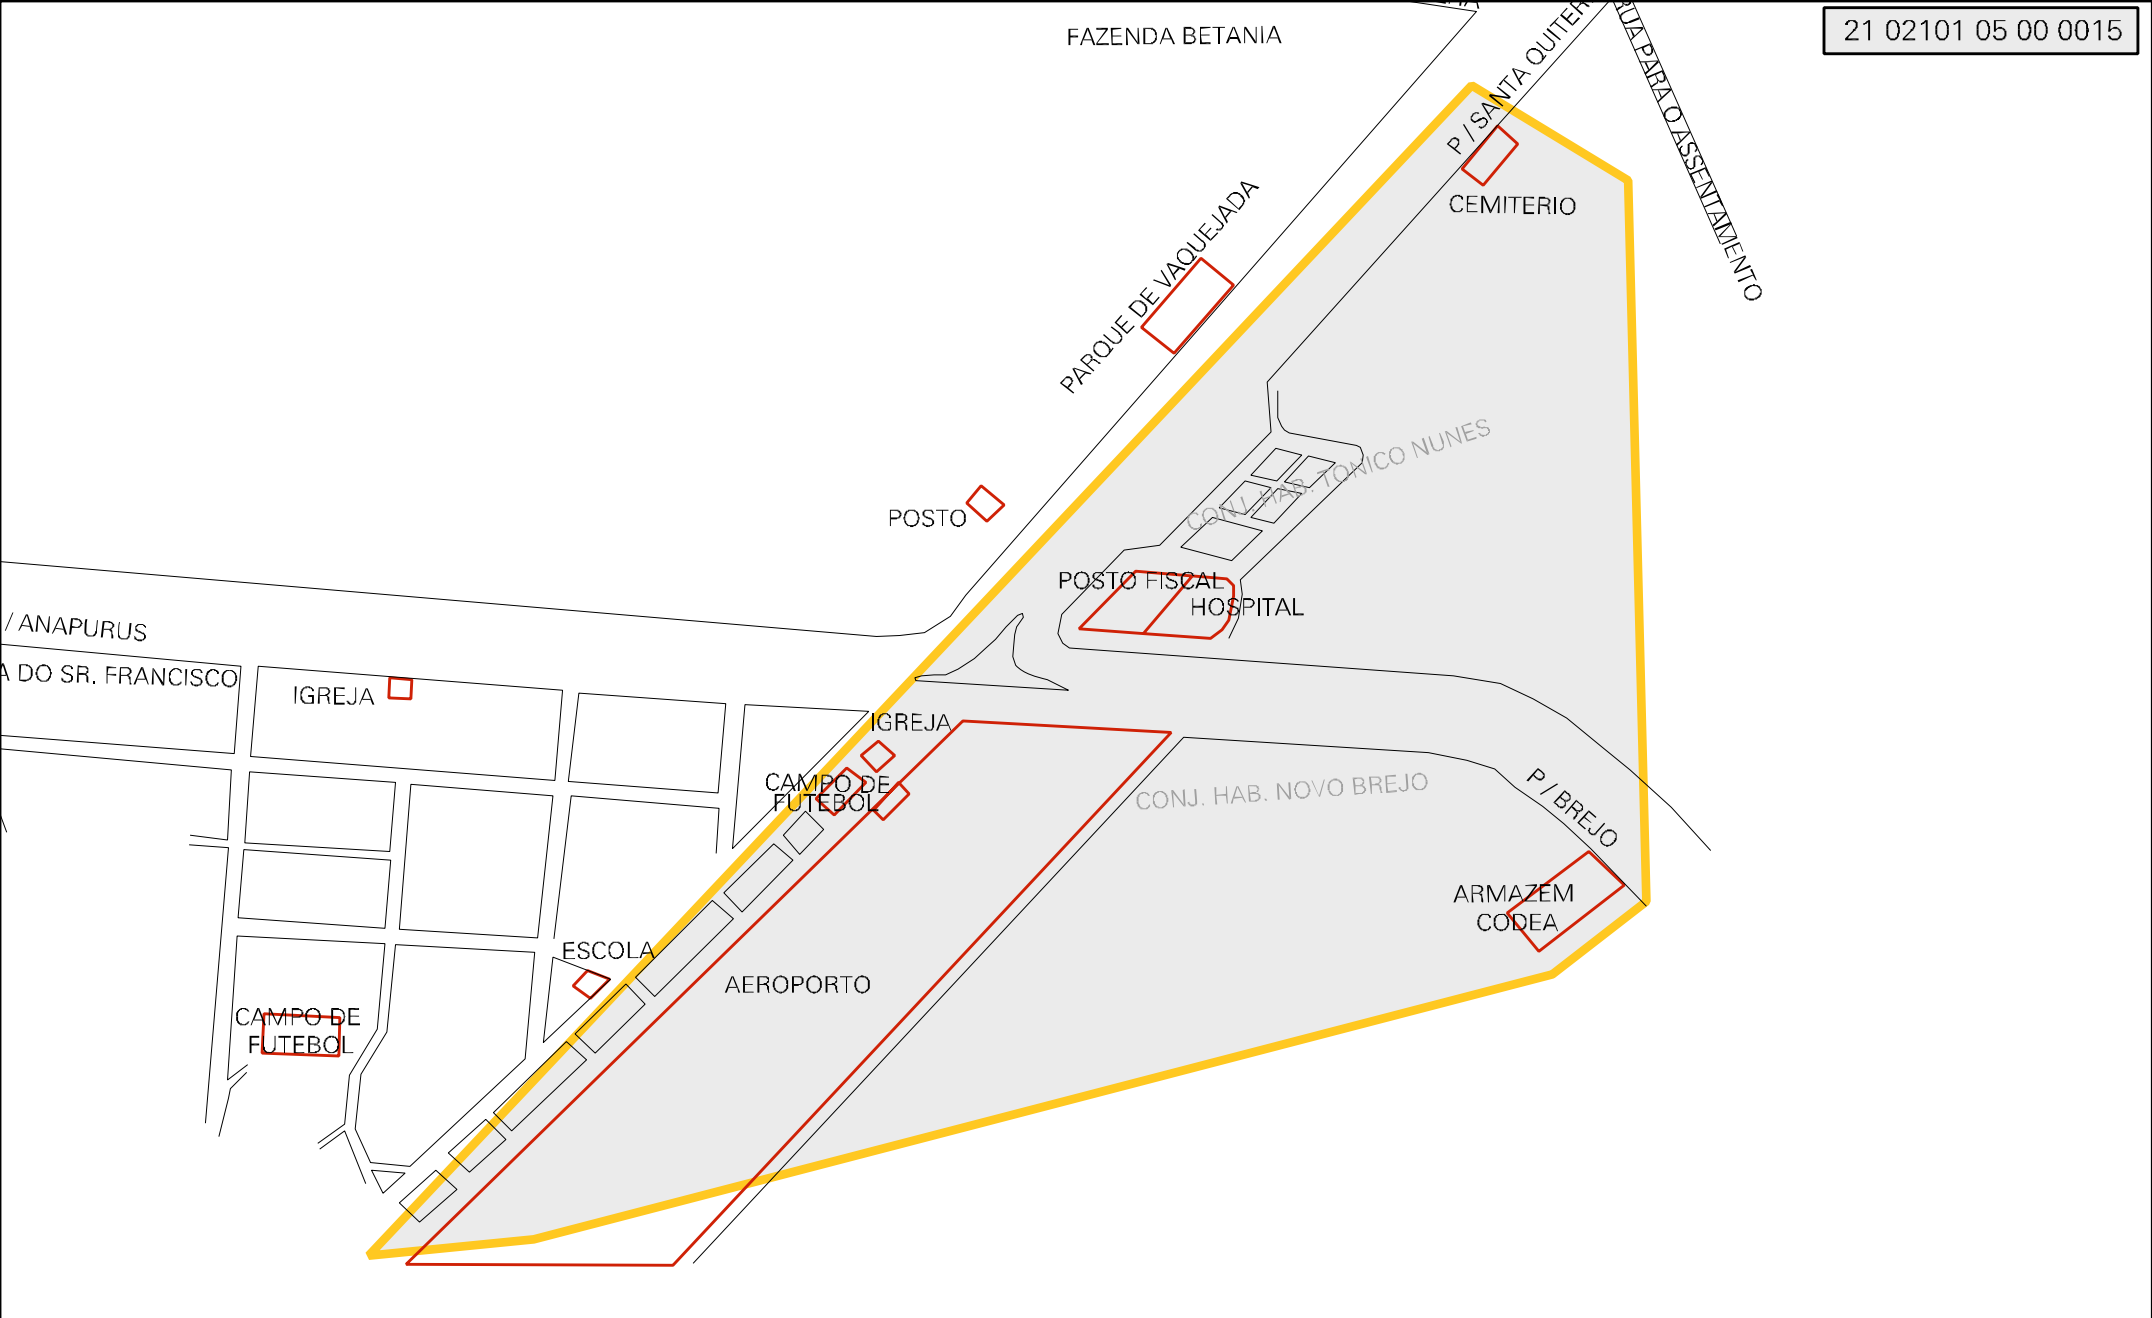 FAZENDA BETANIA
21 02101 05 00 0015
P / SANTA QUITER
RUA PARA O ASSENTAMENTO
CEMITERIO
PARQUE DE VAQUEJADA
CONJ. HAB. TONICO NUNES
POSTO
POSTO FISCAL
HOSPITAL
/ ANAPURUS
A DO SR. FRANCISCO
IGREJA
IGREJA
CAMPO DE
FUTEBOL
CONJ. HAB. NOVO BREJO
P / BREJO
ARMAZEM
CODEA
ESCOLA
AEROPORTO
CAMPO DE
FUTEBOL